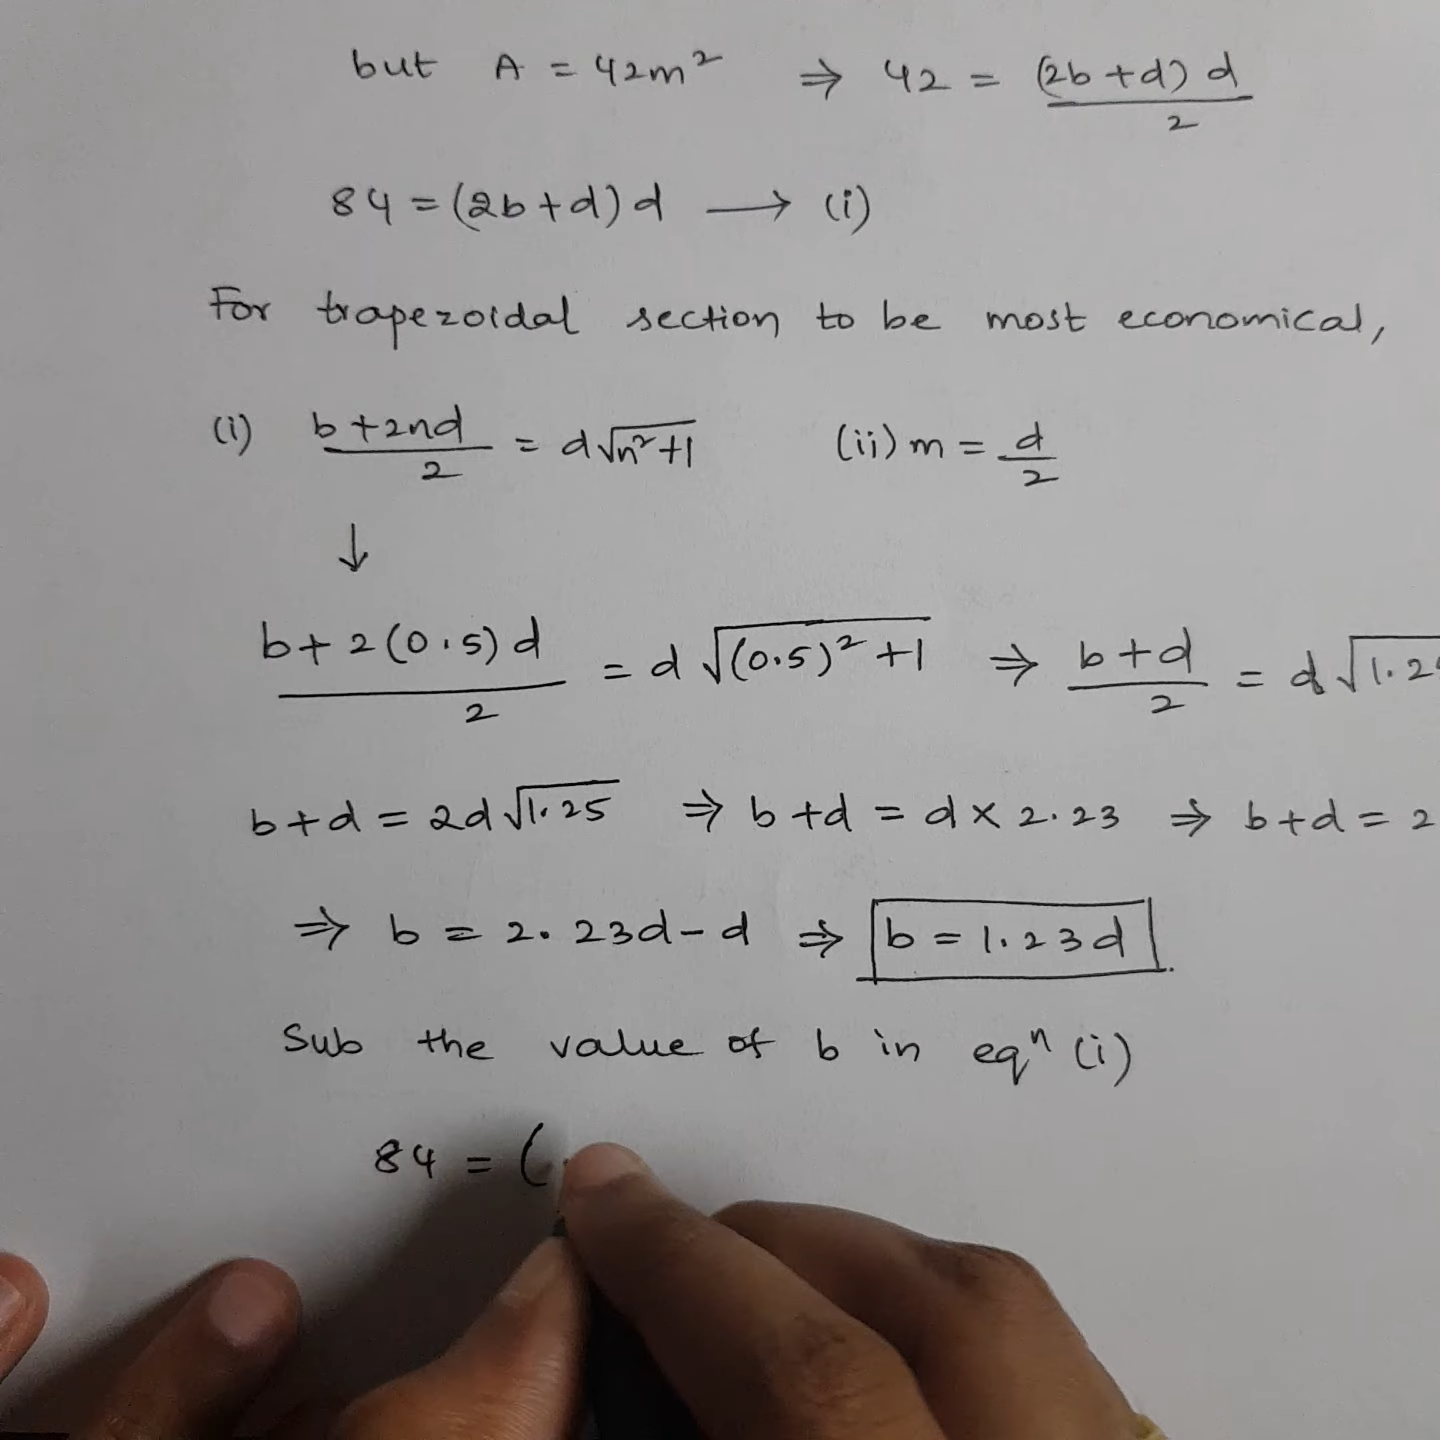 but A = 42m² ⇒ 42 = (2b+d)d/2
84 = (2b+d)d ⟶ (i)
For trapezoidal section to be most economical,
(i) b+2nd/2 = d√n²+1 (ii) m = d/2
↓
b+2(0.5)d/2 = d√(0.5)²+1 ⇒ b+d/2 = d√1.2
b+d = 2d√1.25 ⇒ b+d = d×2.23 ⇒ b+d = 2
⇒ b = 2.23d-d ⇒ b = 1.23d
Sub the value of b in eqⁿ (i)
84 = (